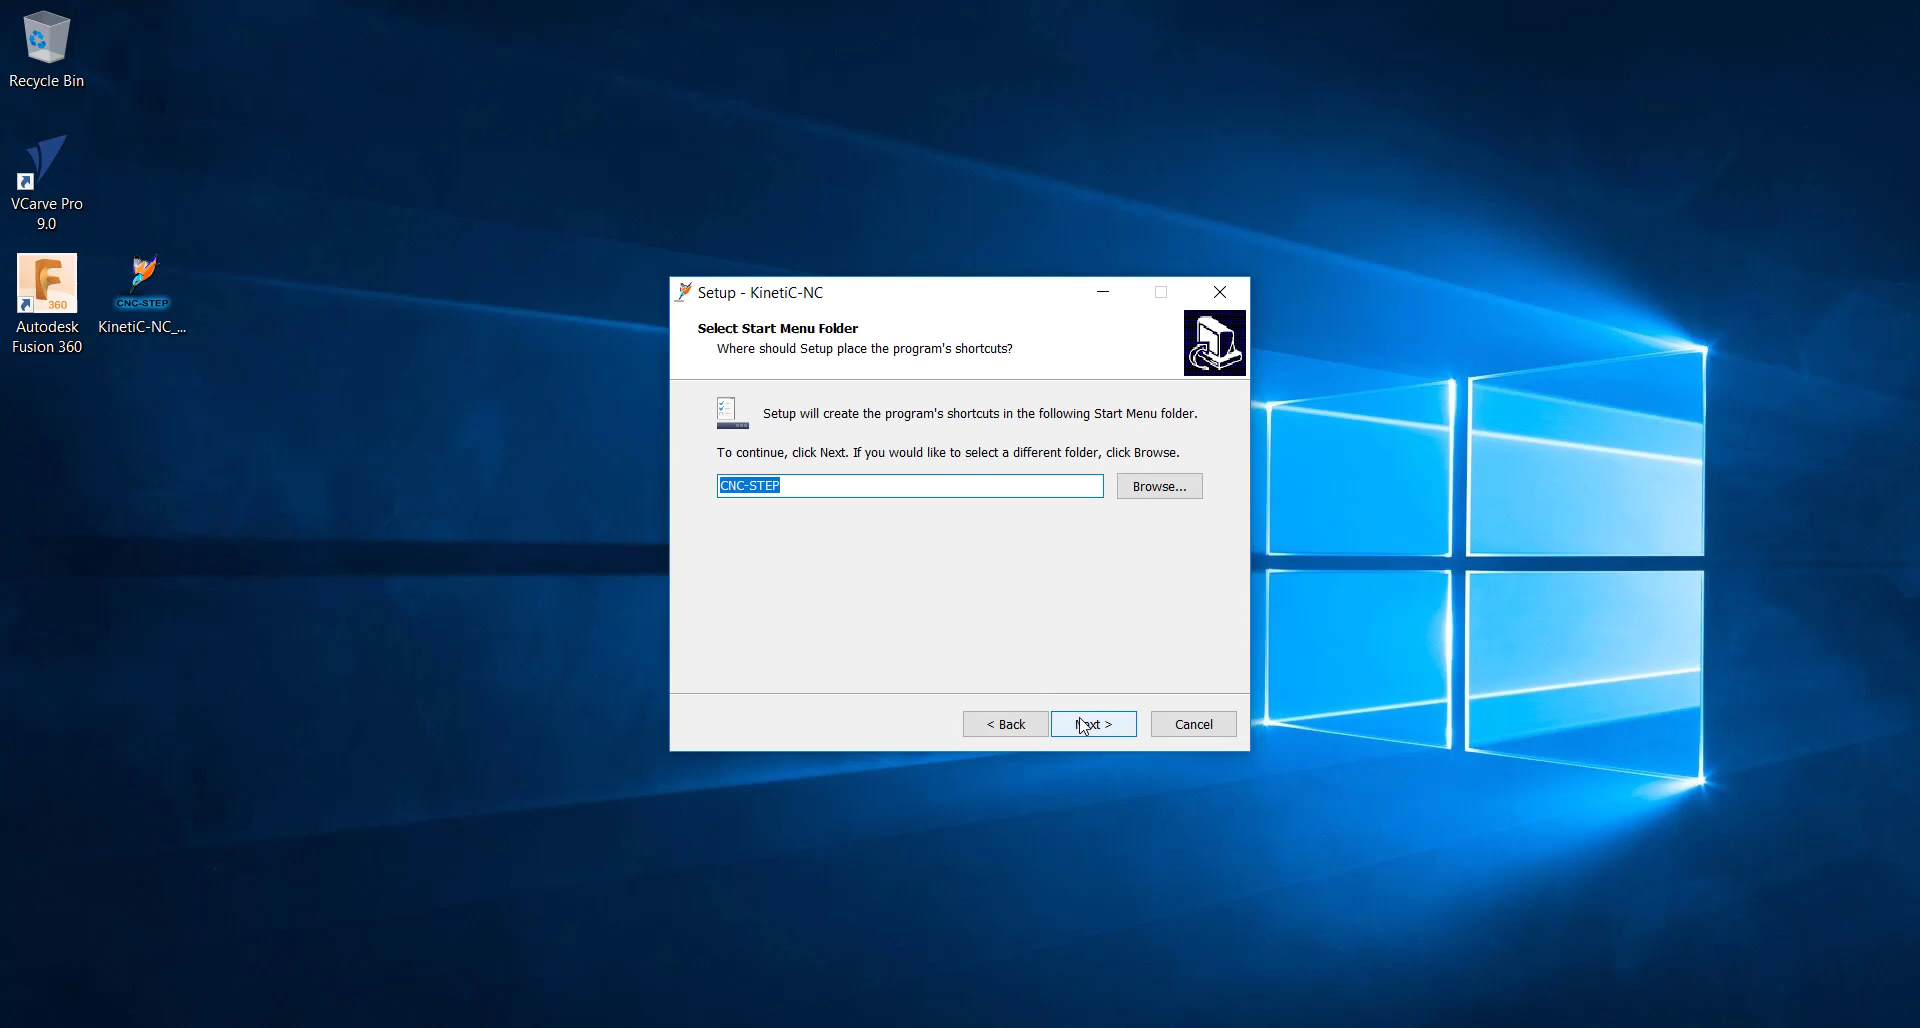 Recycle Bin
VCarve Pro
9.0
360
Autodesk
Fusion 360
CNC-STEP
KinetiC-NC_...
Setup - KinetiC-NC
Select Start Menu Folder
Where should Setup place the program's shortcuts?
Setup will create the program's shortcuts in the following Start Menu folder.
To continue, click Next. If you would like to select a different folder, click Browse.
CNC-STEP
Browse...
< Back
Next >
Cancel